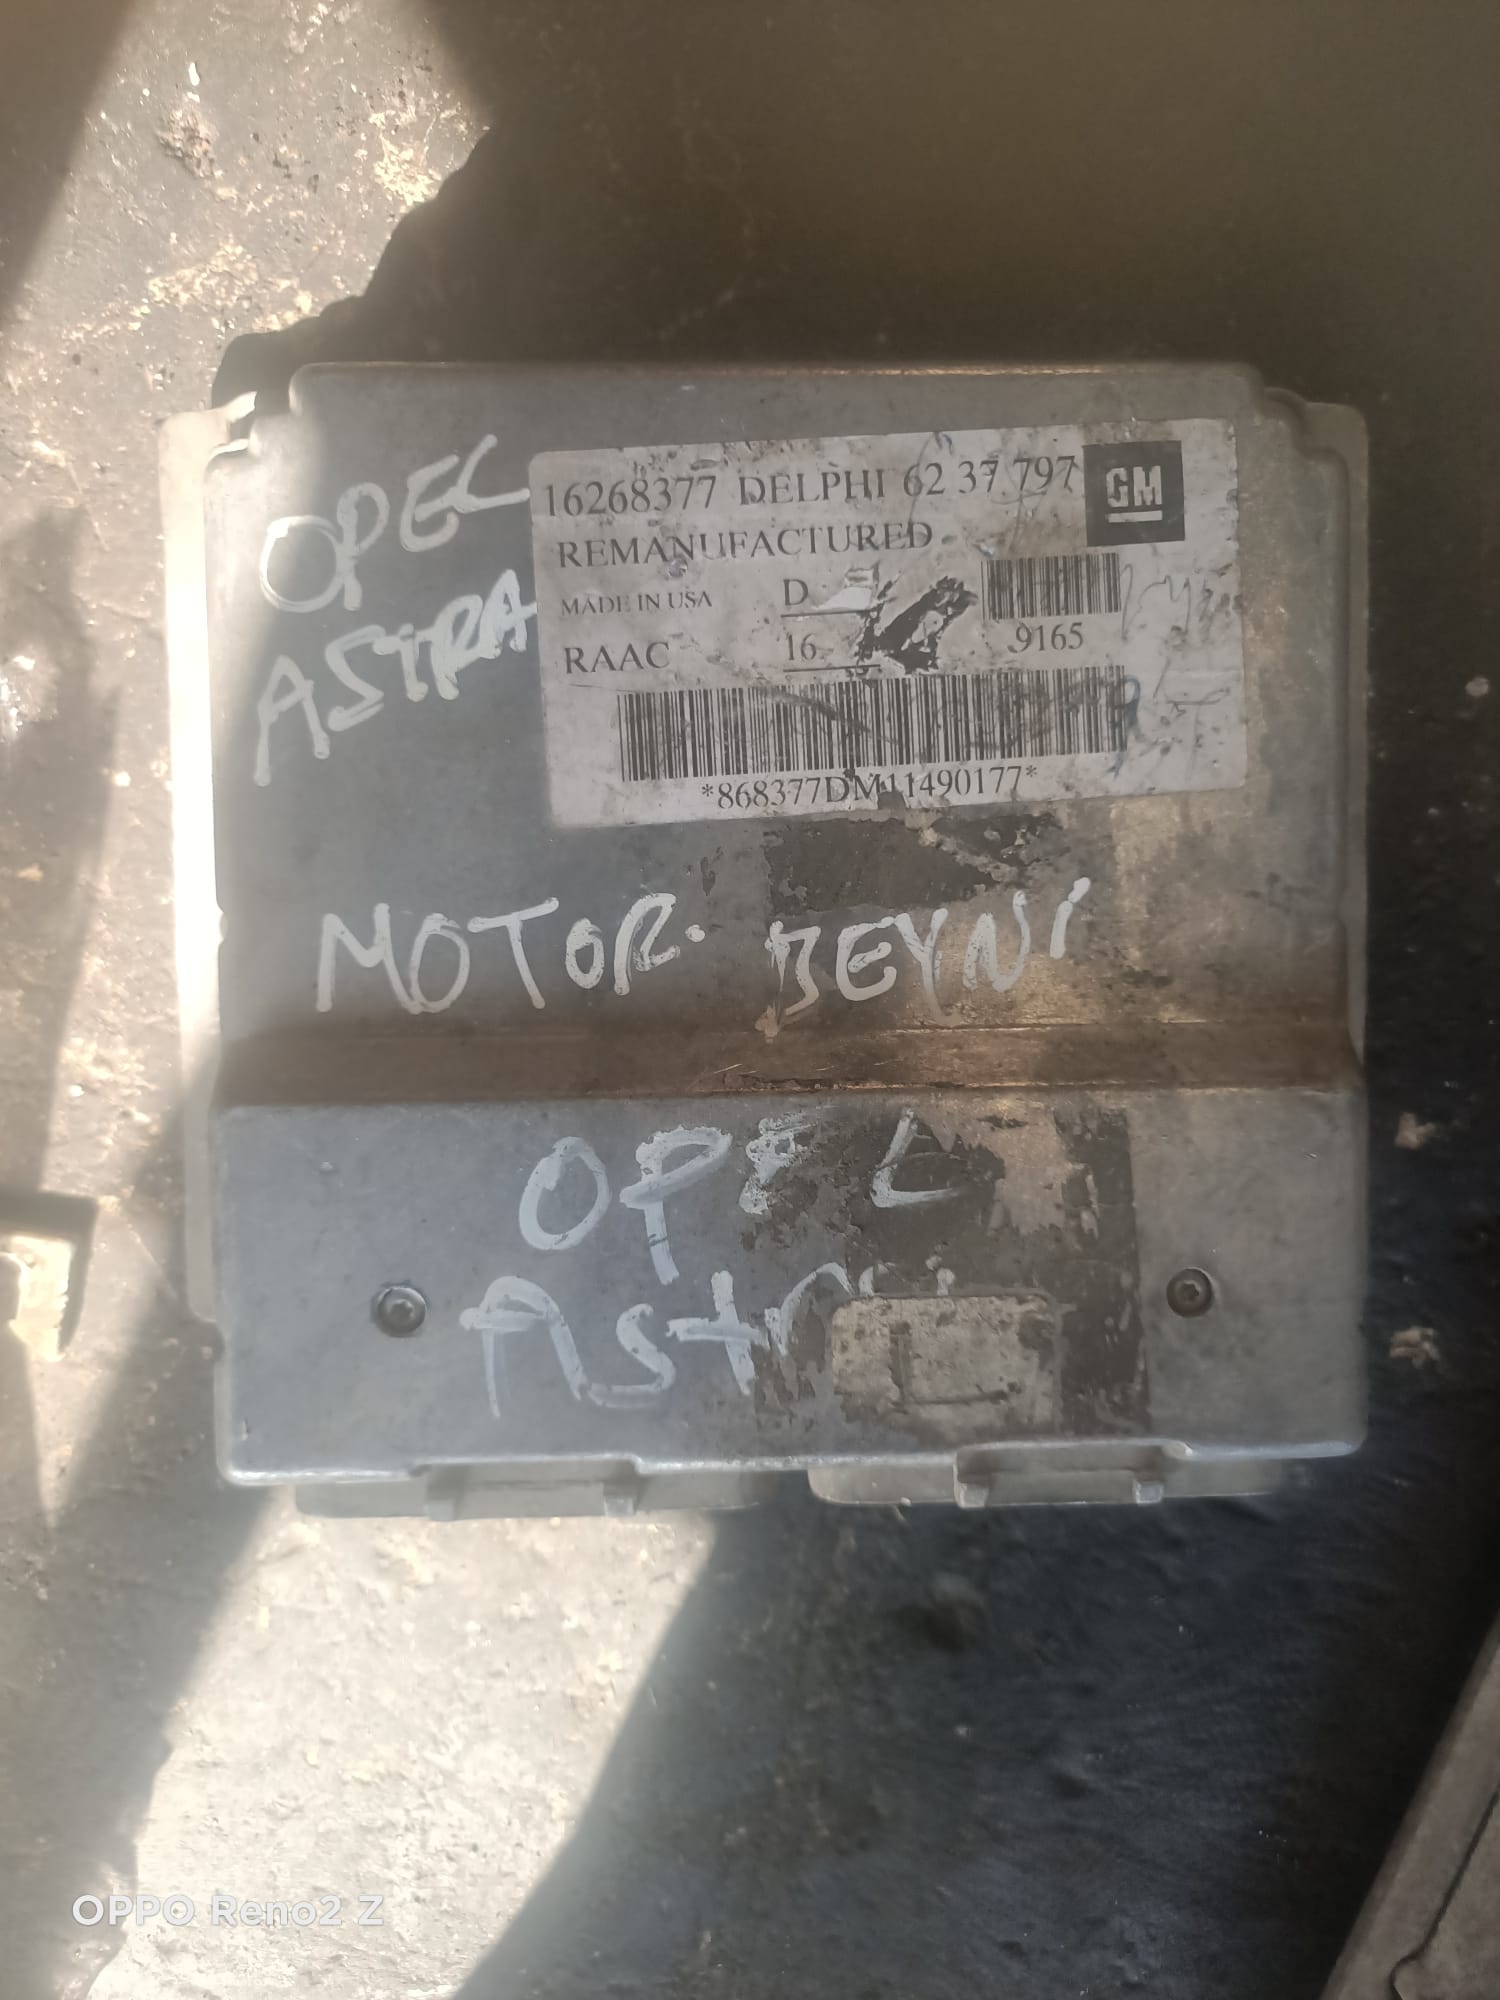 OPEL
ASTRA
16268377 DELPHI 62 37 797
GM
REMANUFACTURED
MADE IN USA D
RAAC 16 9165
*868377DM11490177*
MOTOR. BEYNİ
OPEL
Astra
OPPO Reno2 Z